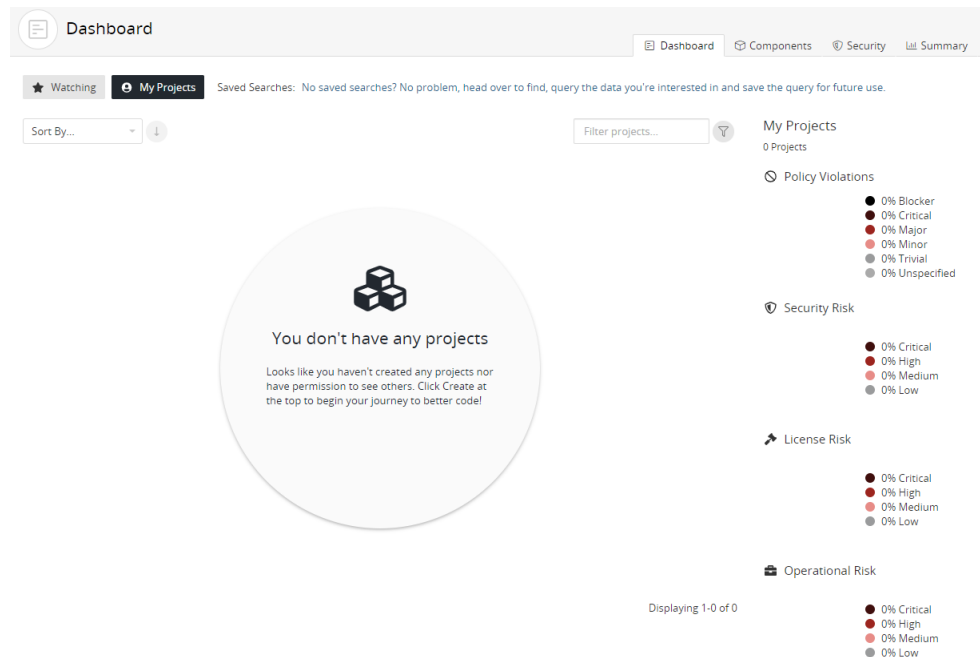 Dashboard
Dashboard Components Security Summary
Watching My Projects Saved Searches: No saved searches? No problem, head over to find, query the data you're interested in and save the query for future use.
Sort By... Filter projects...
My Projects
0 Projects
Policy Violations
0% Blocker
0% Critical
0% Major
0% Minor
0% Trivial
0% Unspecified
You don't have any projects
Looks like you haven't created any projects nor
have permission to see others. Click Create at
the top to begin your journey to better code!
Security Risk
0% Critical
0% High
0% Medium
0% Low
License Risk
0% Critical
0% High
0% Medium
0% Low
Operational Risk
0% Critical
0% High
0% Medium
0% Low
Displaying 1-0 of 0